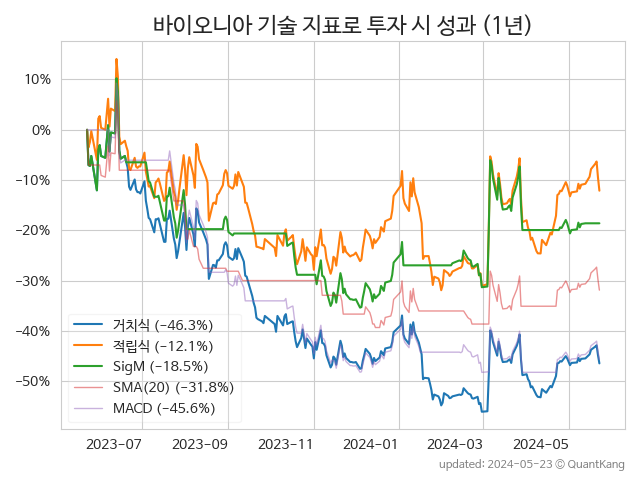 바이오니아 기술 지표로 투자 시 성과 (1년)
10%
0%
−10%
−20%
−30%
−40%
−50%
거치식 (−46.3%)
적립식 (−12.1%)
SigM (−18.5%)
SMA(20) (−31.8%)
MACD (−45.6%)
2023−07 2023−09 2023−11 2024−01 2024−03 2024−05
updated: 2024−05−23 © QuantKang